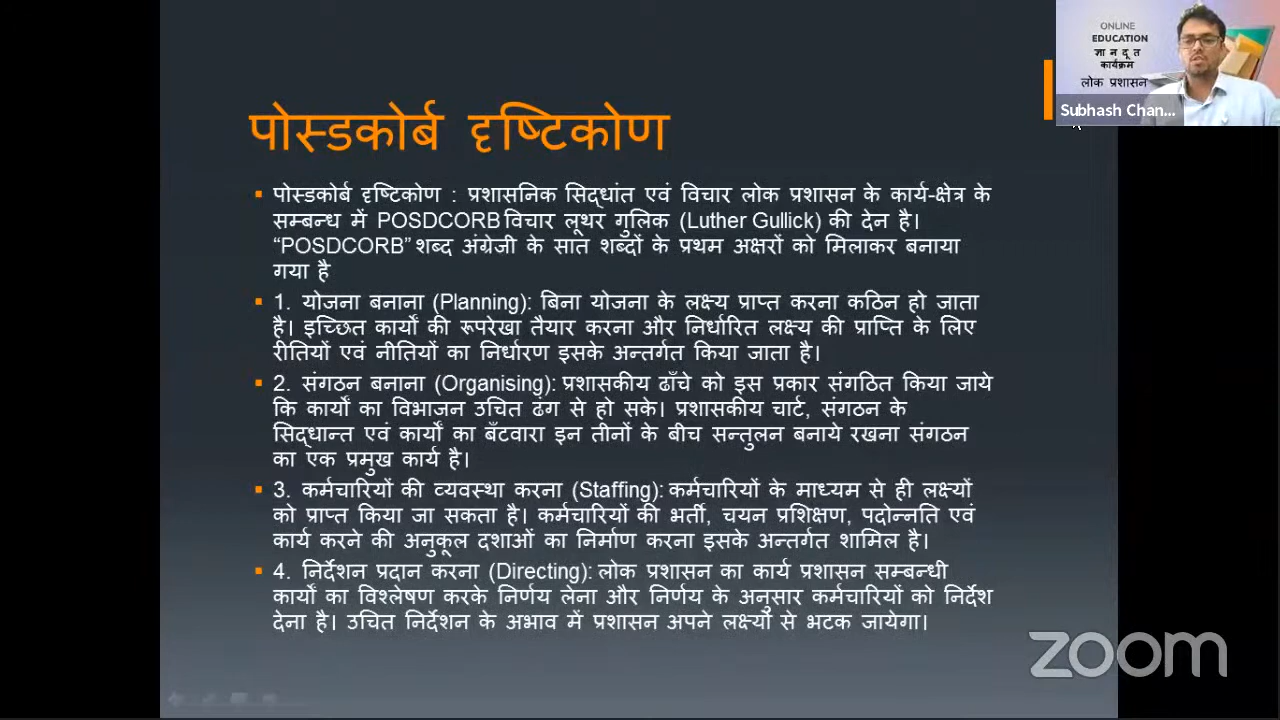 ONLINE
EDUCATION
ज्ञा न दू त
कार्यक्रम
लोक प्रशासन
Subhash Chan...
पोस्डकोर्ब दृष्टिकोण
पोस्डकोर्ब दृष्टिकोण : प्रशासनिक सिद्धांत एवं विचार लोक प्रशासन के कार्य-क्षेत्र के
सम्बन्ध में POSDCORB विचार लूथर गुलिक (Luther Gullick) की देन है।
“POSDCORB” शब्द अंग्रेजी के सात शब्दों के प्रथम अक्षरों को मिलाकर बनाया
गया है
1. योजना बनाना (Planning): बिना योजना के लक्ष्य प्राप्त करना कठिन हो जाता
है। इच्छित कार्यों की रूपरेखा तैयार करना और निर्धारित लक्ष्य की प्राप्ति के लिए
रीतियों एवं नीतियों का निर्धारण इसके अन्तर्गत किया जाता है।
2. संगठन बनाना (Organising): प्रशासकीय ढाँचे को इस प्रकार संगठित किया जाये
कि कार्यों का विभाजन उचित ढंग से हो सके। प्रशासकीय चार्ट, संगठन के
सिद्धान्त एवं कार्यों का बँटवारा इन तीनों के बीच सन्तुलन बनाये रखना संगठन
का एक प्रमुख कार्य है।
3. कर्मचारियों की व्यवस्था करना (Staffing): कर्मचारियों के माध्यम से ही लक्ष्यों
को प्राप्त किया जा सकता है। कर्मचारियों की भर्ती, चयन प्रशिक्षण, पदोन्नति एवं
कार्य करने की अनुकूल दशाओं का निर्माण करना इसके अन्तर्गत शामिल है।
4. निर्देशन प्रदान करना (Directing): लोक प्रशासन का कार्य प्रशासन सम्बन्धी
कार्यों का विश्लेषण करके निर्णय लेना और निर्णय के अनुसार कर्मचारियों को निर्देश
देना है। उचित निर्देशन के अभाव में प्रशासन अपने लक्ष्यों से भटक जायेगा।
zoom